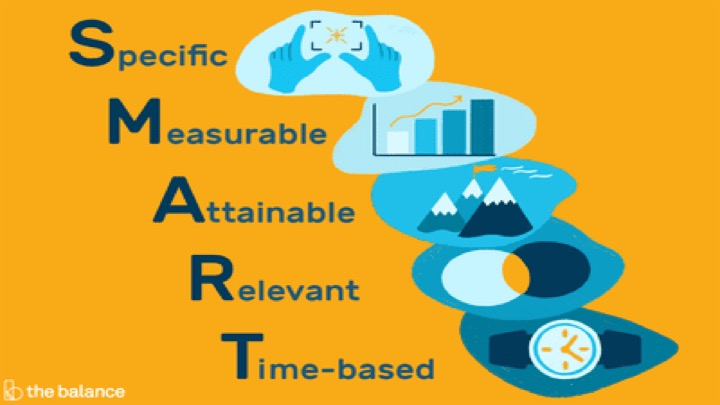 Specific
Measurable
Attainable
Relevant
Time-based
the balance